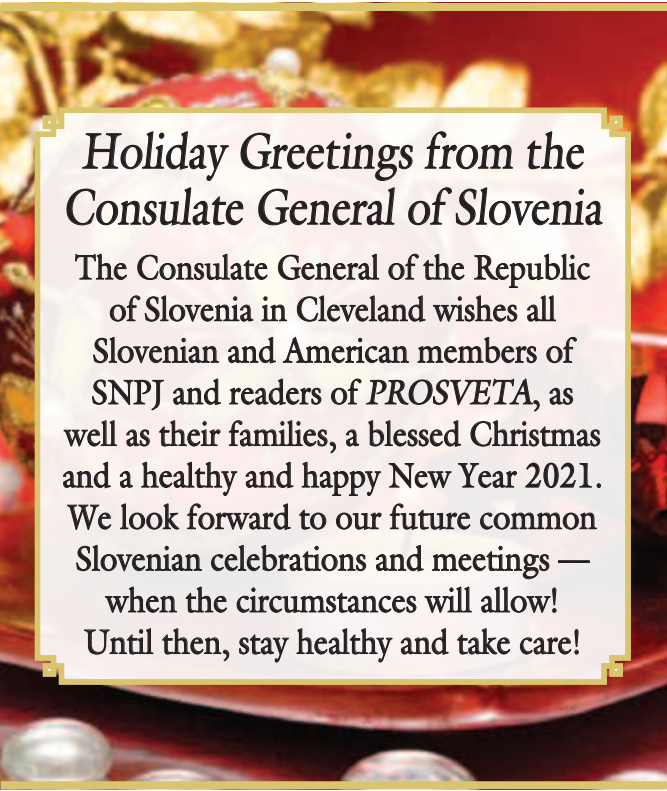 Holiday Greetings from the
Consulate General of Slovenia
The Consulate General of the Republic
of Slovenia in Cleveland wishes all
Slovenian and American members of
SNPJ and readers of PROSVETA, as
well as their families, a blessed Christmas
and a healthy and happy New Year 2021.
We look forward to our future common
Slovenian celebrations and meetings —
when the circumstances will allow!
Until then, stay healthy and take care!